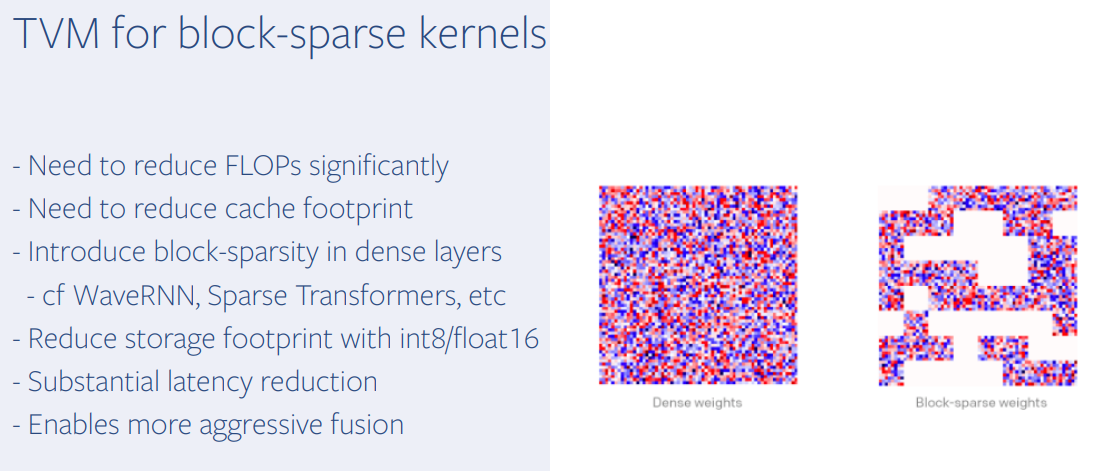 TVM for block-sparse kernels
- Need to reduce FLOPs significantly
- Need to reduce cache footprint
- Introduce block-sparsity in dense layers
- cf WaveRNN, Sparse Transformers, etc
- Reduce storage footprint with int8/float16
- Substantial latency reduction
- Enables more aggressive fusion
Dense weights
Block-sparse weights